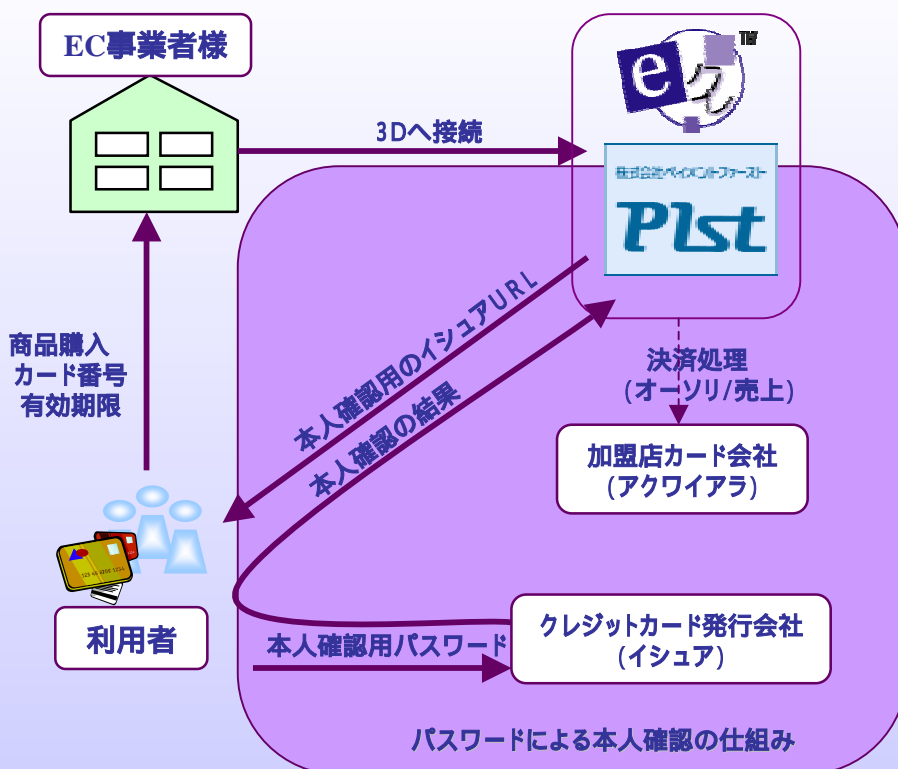 EC事業者様
TM
eクレ
3Dへ接続
株式会社ペイメントファースト
P1st
本人確認用のイシュアURL
本人確認の結果
商品購入
カード番号
有効期限
決済処理
(オーソリ/売上)
加盟店カード会社
(アクワイアラ)
利用者
本人確認用パスワード
クレジットカード発行会社
(イシュア)
パスワードによる本人確認の仕組み